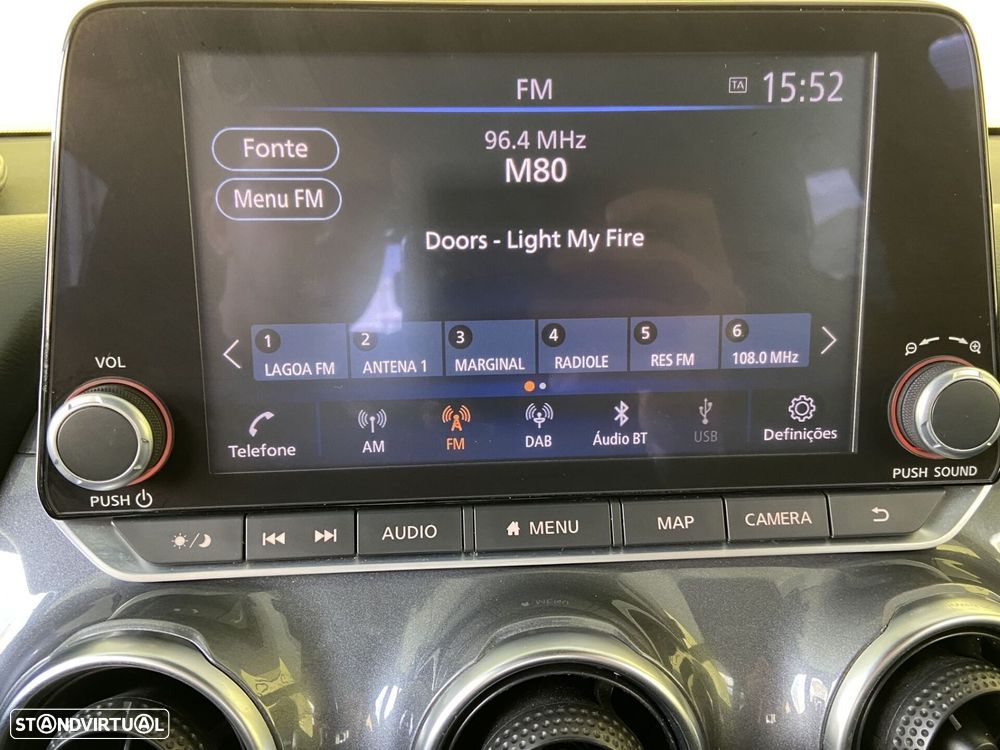 FM
TA 15:52
Fonte
96.4 MHz
M80
Menu FM
Doors - Light My Fire
1 2 3 4 5 6
LAGOA FM ANTENA 1 MARGINAL RADIOLE RES FM 108.0 MHz
VOL
Telefone AM FM DAB Áudio BT USB Definições
PUSH
PUSH SOUND
AUDIO MENU MAP CAMERA
STANDVIRTUAL